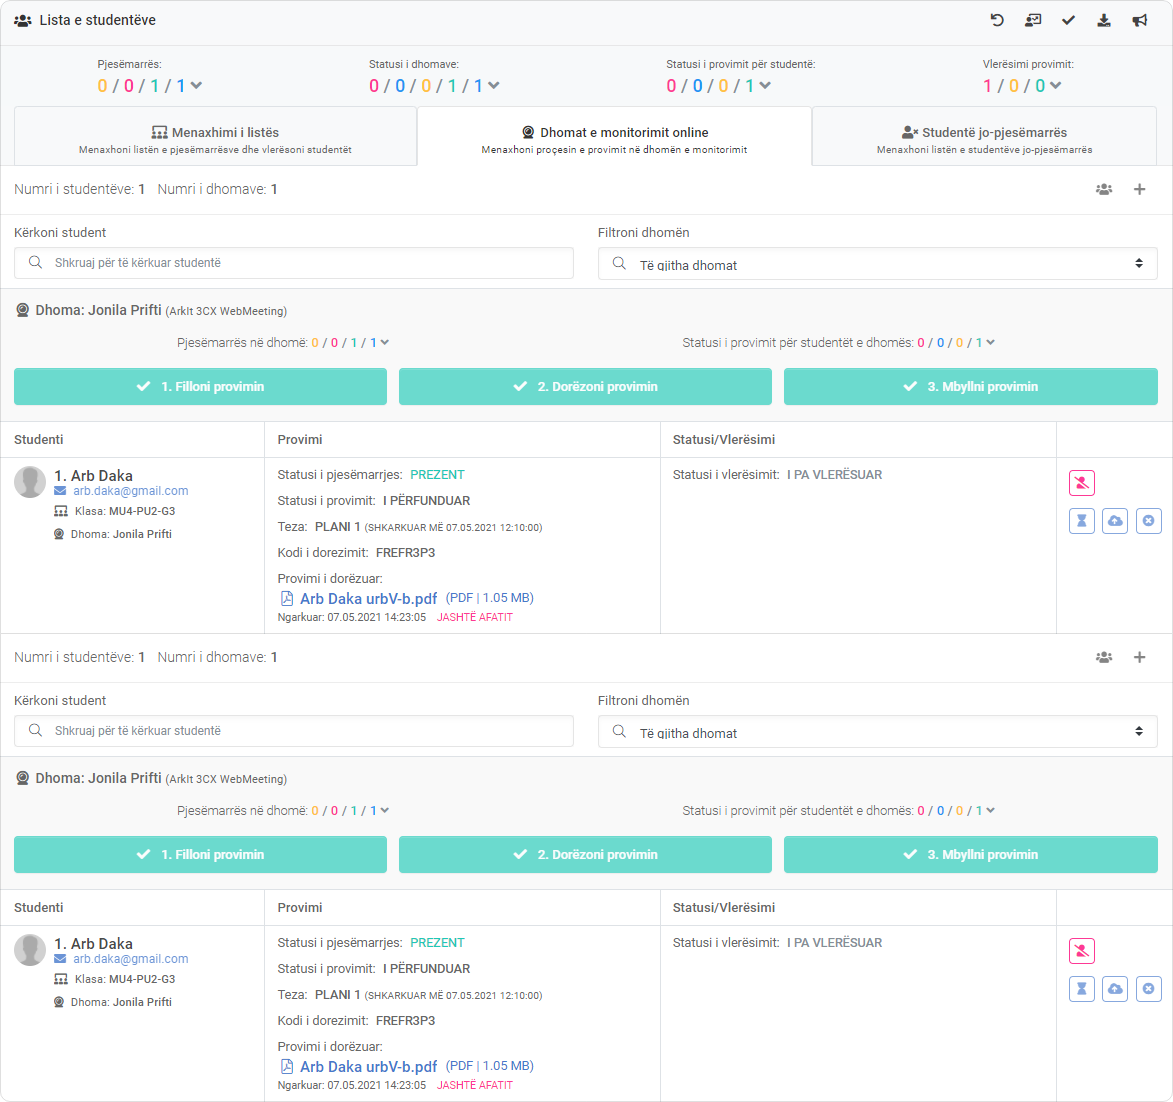 Lista e studentëve
Pjesëmarrës:
0 / 0 / 1 / 1
Statusi i dhomave:
0 / 0 / 0 / 1 / 1
Statusi i provimit për studentë:
0 / 0 / 0 / 1
Vlerësimi provimit:
1 / 0 / 0
Menaxhimi i listës
Menaxhoni listën e pjesëmarrësve dhe vlerësoni studentët
Dhomat e monitorimit online
Menaxhoni proçesin e provimit në dhomën e monitorimit
Studentë jo-pjesëmarrës
Menaxhoni listën e studentëve jo-pjesëmarrës
Numri i studentëve: 1 Numri i dhomave: 1
Kërkoni student
Shkruaj për të kërkuar studentë
Filtroni dhomën
Të gjitha dhomat
Dhoma: Jonila Prifti (ArkIt 3CX WebMeeting)
Pjesëmarrës në dhomë: 0 / 0 / 1 / 1
Statusi i provimit për studentët e dhomës: 0 / 0 / 0 / 1
1. Filloni provimin
2. Dorëzoni provimin
3. Mbyllni provimin
Studenti
Provimi
Statusi/Vlerësimi
1. Arb Daka
arb.daka@gmail.com
Klasa: MU4-PU2-G3
Dhoma: Jonila Prifti
Statusi i pjesëmarrjes: PREZENT
Statusi i provimit: I PËRFUNDUAR
Teza: PLANI 1 (SHKARKUAR MË 07.05.2021 12:10:00)
Kodi i dorezimit: FREFR3P3
Provimi i dorëzuar:
Arb Daka urbV-b.pdf (PDF | 1.05 MB)
Ngarkuar: 07.05.2021 14:23:05 JASHTË AFATIT
Statusi i vlerësimit: I PA VLERËSUAR
Numri i studentëve: 1 Numri i dhomave: 1
Kërkoni student
Shkruaj për të kërkuar studentë
Filtroni dhomën
Të gjitha dhomat
Dhoma: Jonila Prifti (ArkIt 3CX WebMeeting)
Pjesëmarrës në dhomë: 0 / 0 / 1 / 1
Statusi i provimit për studentët e dhomës: 0 / 0 / 0 / 1
1. Filloni provimin
2. Dorëzoni provimin
3. Mbyllni provimin
Studenti
Provimi
Statusi/Vlerësimi
1. Arb Daka
arb.daka@gmail.com
Klasa: MU4-PU2-G3
Dhoma: Jonila Prifti
Statusi i pjesëmarrjes: PREZENT
Statusi i provimit: I PËRFUNDUAR
Teza: PLANI 1 (SHKARKUAR MË 07.05.2021 12:10:00)
Kodi i dorezimit: FREFR3P3
Provimi i dorëzuar:
Arb Daka urbV-b.pdf (PDF | 1.05 MB)
Ngarkuar: 07.05.2021 14:23:05 JASHTË AFATIT
Statusi i vlerësimit: I PA VLERËSUAR